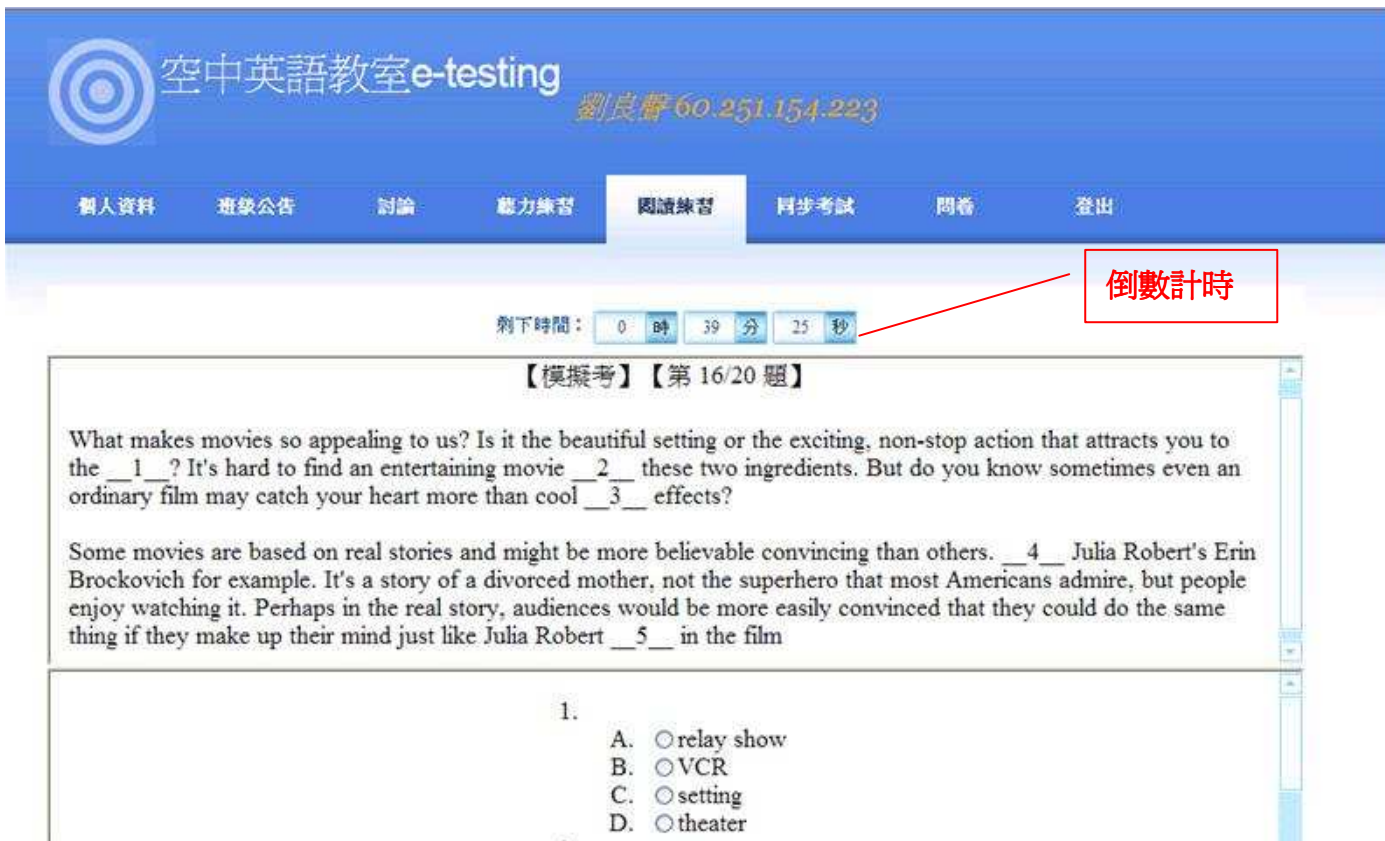 空中英語教室e-testing
劉良聲 60.251.154.223
個人資料 班級公告 討論 聽力練習 閱讀練習 同步考試 問卷 登出
倒數計時
剩下時間： 0 時 39 分 25 秒
【模擬考】【第 16/20 題】
What makes movies so appealing to us? Is it the beautiful setting or the exciting, non-stop action that attracts you to
the __1__? It's hard to find an entertaining movie __2__ these two ingredients. But do you know sometimes even an
ordinary film may catch your heart more than cool __3__ effects?
Some movies are based on real stories and might be more believable convincing than others. __4__ Julia Robert's Erin
Brockovich for example. It's a story of a divorced mother, not the superhero that most Americans admire, but people
enjoy watching it. Perhaps in the real story, audiences would be more easily convinced that they could do the same
thing if they make up their mind just like Julia Robert __5__ in the film
1.
A. relay show
B. VCR
C. setting
D. theater